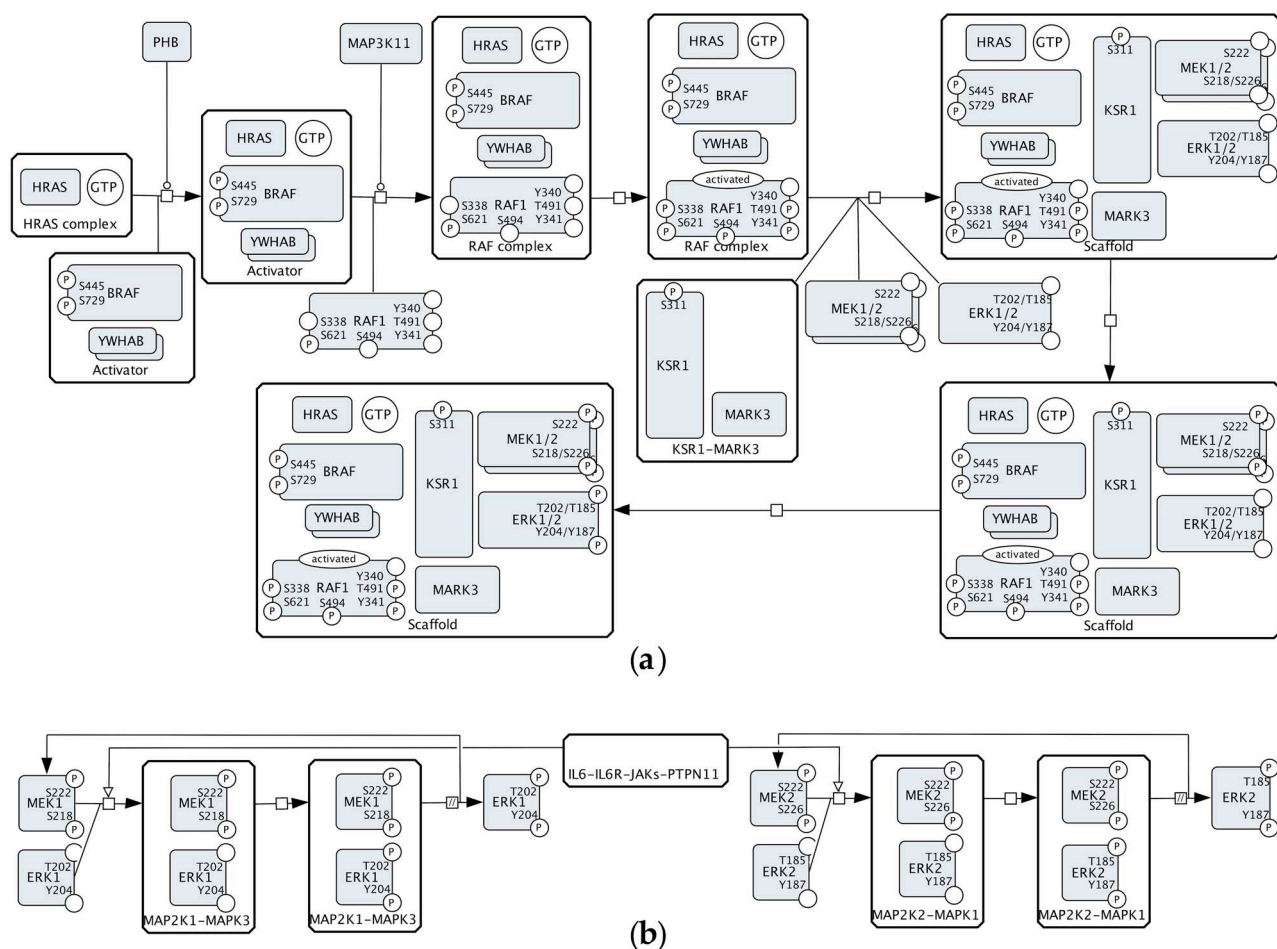 PHB
MAP3K11
HRAS
GTP
HRAS complex
P
S445
P
S729
BRAF
YWHAB
Activator
HRAS
GTP
P
S445
P
S729
BRAF
YWHAB
Activator
S338
S621
P
RAF1
S494
Y340
T491
Y341
HRAS
GTP
P
S445
P
S729
BRAF
YWHAB
S338
S621
P
RAF1
S494
Y340
T491
Y341
RAF complex
HRAS
GTP
P
S445
P
S729
BRAF
YWHAB
activated
P
S338
P
S621
RAF1
S494
P
Y340
T491
P
Y341
P
RAF complex
P
S311
KSR1
MARK3
KSR1-MARK3
S222
MEK1/2
S218/S226
T202/T185
ERK1/2
Y204/Y187
HRAS
GTP
P
S445
P
S729
BRAF
YWHAB
activated
P
S338
P
S621
RAF1
S494
P
Y340
T491
P
Y341
P
P
S311
KSR1
S222
MEK1/2
S218/S226
T202/T185
ERK1/2
Y204/Y187
MARK3
Scaffold
HRAS
GTP
P
S445
P
S729
BRAF
YWHAB
activated
P
S338
P
S621
RAF1
S494
P
Y340
T491
P
Y341
P
P
S311
KSR1
P
S222
MEK1/2
S218/S226
P
T202/T185
ERK1/2
Y204/Y187
MARK3
Scaffold
HRAS
GTP
P
S445
P
S729
BRAF
YWHAB
activated
P
S338
P
S621
RAF1
S494
P
Y340
T491
P
Y341
P
P
S311
KSR1
P
S222
MEK1/2
S218/S226
P
P
T202/T185
ERK1/2
Y204/Y187
P
MARK3
Scaffold
(a)
IL6-IL6R-JAKs-PTPN11
P
S222
MEK1
S218
P
T202
ERK1
Y204
P
S222
MEK1
S218
P
T202
ERK1
Y204
MAP2K1-MAPK3
P
S222
MEK1
S218
P
P
T202
ERK1
Y204
P
MAP2K1-MAPK3
//
P
T202
ERK1
Y204
P
P
S222
MEK2
S226
P
T185
ERK2
Y187
P
S222
MEK2
S226
P
T185
ERK2
Y187
MAP2K2-MAPK1
P
S222
MEK2
S226
P
P
T185
ERK2
Y187
P
MAP2K2-MAPK1
//
P
T185
ERK2
Y187
P
(b)